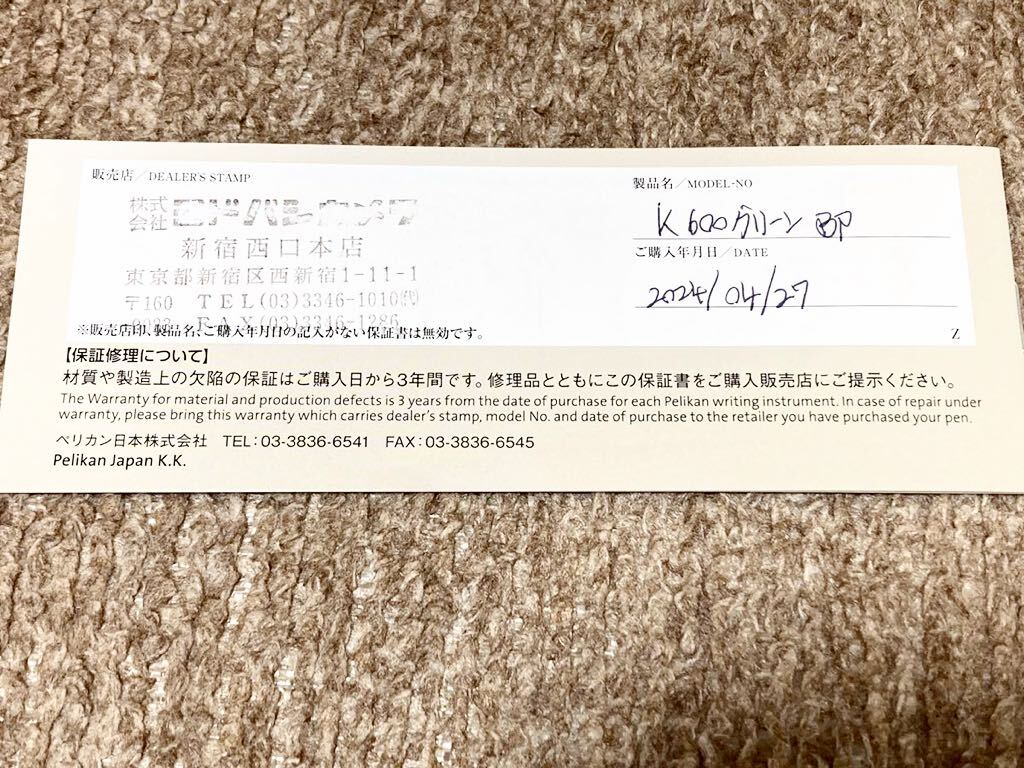 販売店/DEALER'S STAMP
株式会社 ヨドバシカメラ
新宿西口本店
東京都新宿区西新宿1-11-1
〒160 TEL(03)3346-1010(代)
FAX(03)3346-1286
※販売店印、製品名、ご購入年月日の記入がない保証書は無効です。
製品名/MODEL-NO
K600グリーン BP
ご購入年月日/DATE
2024/04/27
Z
【保証修理について】
材質や製造上の欠陥の保証はご購入日から3年間です。修理品とともにこの保証書をご購入販売店にご提示ください。
The Warranty for material and production defects is 3 years from the date of purchase for each Pelikan writing instrument. In case of repair under
warranty, please bring this warranty which carries dealer's stamp, model No. and date of purchase to the retailer you have purchased your pen.
ペリカン日本株式会社 TEL:03-3836-6541 FAX:03-3836-6545
Pelikan Japan K.K.